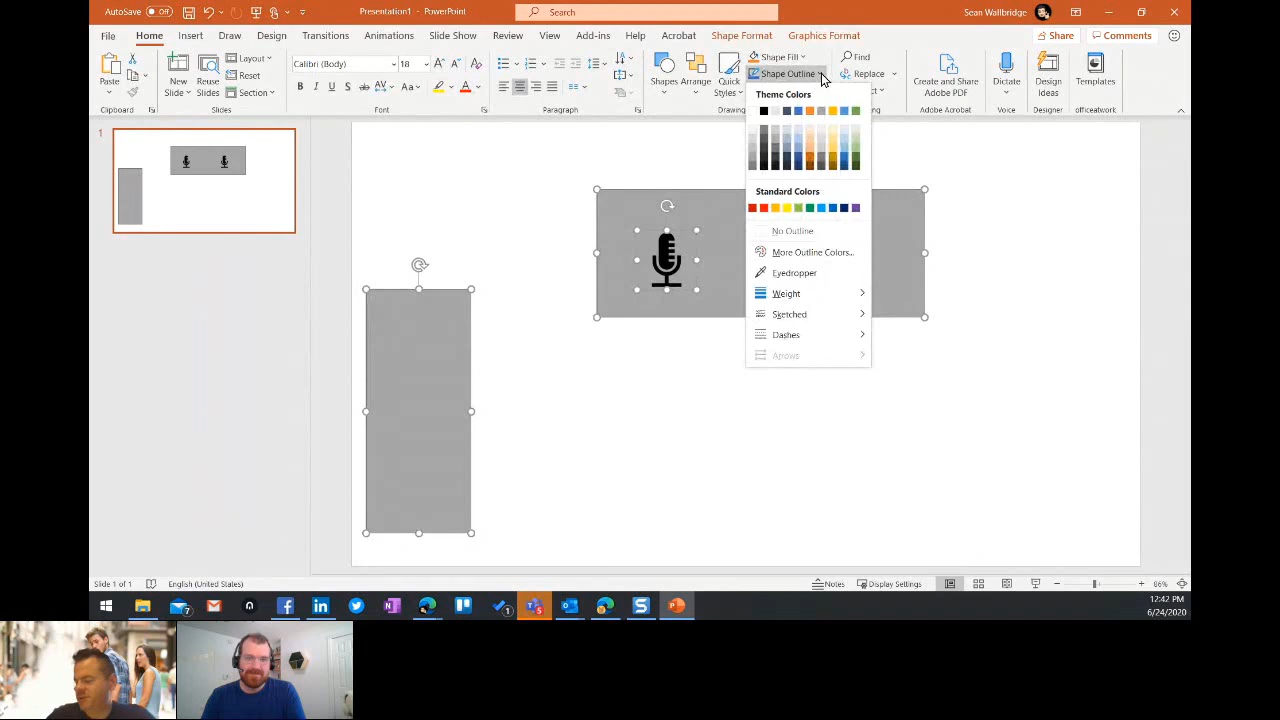 AutoSave Off Presentation1 - PowerPoint Search Sean Wallbridge
File Home Insert Draw Design Transitions Animations Slide Show Review View Add-ins Help Acrobat Shape Format Graphics Format Share Comments
Paste New Slide Reuse Slides Layout Reset Section
Calibri (Body) 18
Shapes Arrange Quick Styles Shape Fill Shape Outline
Find Replace
Create and Share Adobe PDF Dictate Design Ideas Templates
Clipboard Slides Font Paragraph Adobe Acrobat Voice Designer officeatwork
Theme Colors
Standard Colors
No Outline
More Outline Colors...
Eyedropper
Weight
Sketched
Dashes
Arrows
1
Slide 1 of 1 English (United States) Notes Display Settings 86%
7 1 5
12:42 PM
6/24/2020